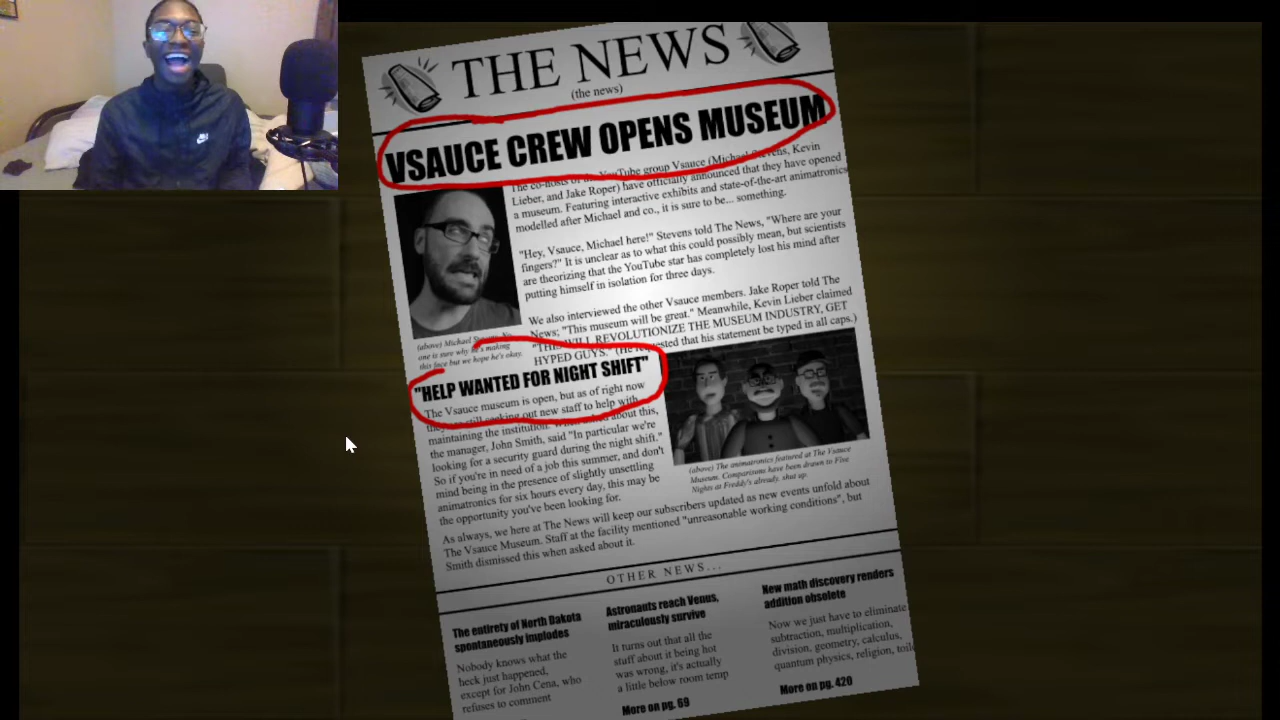 THE NEWS
(the news)
VSAUCE CREW OPENS MUSEUM
The co-hosts of the YouTube group Vsauce (Michael Stevens, Kevin
Lieber, and Jake Roper) have officially announced that they have opened
a museum. Featuring interactive exhibits and state-of-the-art animatronics
modelled after Michael and co., it is sure to be... something.
"Hey, Vsauce, Michael here!" Stevens told The News, "Where are your
fingers?" It is unclear as to what this could possibly mean, but scientists
are theorizing that the YouTube star has completely lost his mind after
putting himself in isolation for three days.
We also interviewed the other Vsauce members. Jake Roper told The
News; "This museum will be great." Meanwhile, Kevin Lieber claimed
"THIS WILL REVOLUTIONIZE THE MUSEUM INDUSTRY, GET
HYPED GUYS." (He requested that his statement be typed in all caps.)
(above) Michael Stevens. No
one is sure why he's making
this face but we hope he's okay.
"HELP WANTED FOR NIGHT SHIFT"
The Vsauce museum is open, but as of right now
they're still seeking out new staff to help with
maintaining the institution. When asked about this,
the manager, John Smith, said "In particular we're
looking for a security guard during the night shift."
So if you're in need of a job this summer, and don't
mind being in the presence of slightly unsettling
animatronics for six hours every day, this may be
the opportunity you've been looking for.
(above) The animatronics featured at The Vsauce
Museum. Comparisons have been drawn to Five
Nights at Freddy's already. shut up.
As always, we here at The News will keep our subscribers updated as new events unfold about
The Vsauce Museum. Staff at the facility mentioned "unreasonable working conditions", but
Smith dismissed this when asked about it.
OTHER NEWS...
The entirety of North Dakota
spontaneously implodes
Nobody knows what the
heck just happened,
except for John Cena, who
refuses to comment
Astronauts reach Venus,
miraculously survive
It turns out that all the
stuff about it being hot
was wrong, it's actually
a little below room temp
More on pg. 69
New math discovery renders
addition obsolete
Now we just have to eliminate
subtraction, multiplication,
division, geometry, calculus,
quantum physics, religion,
More on pg. 420